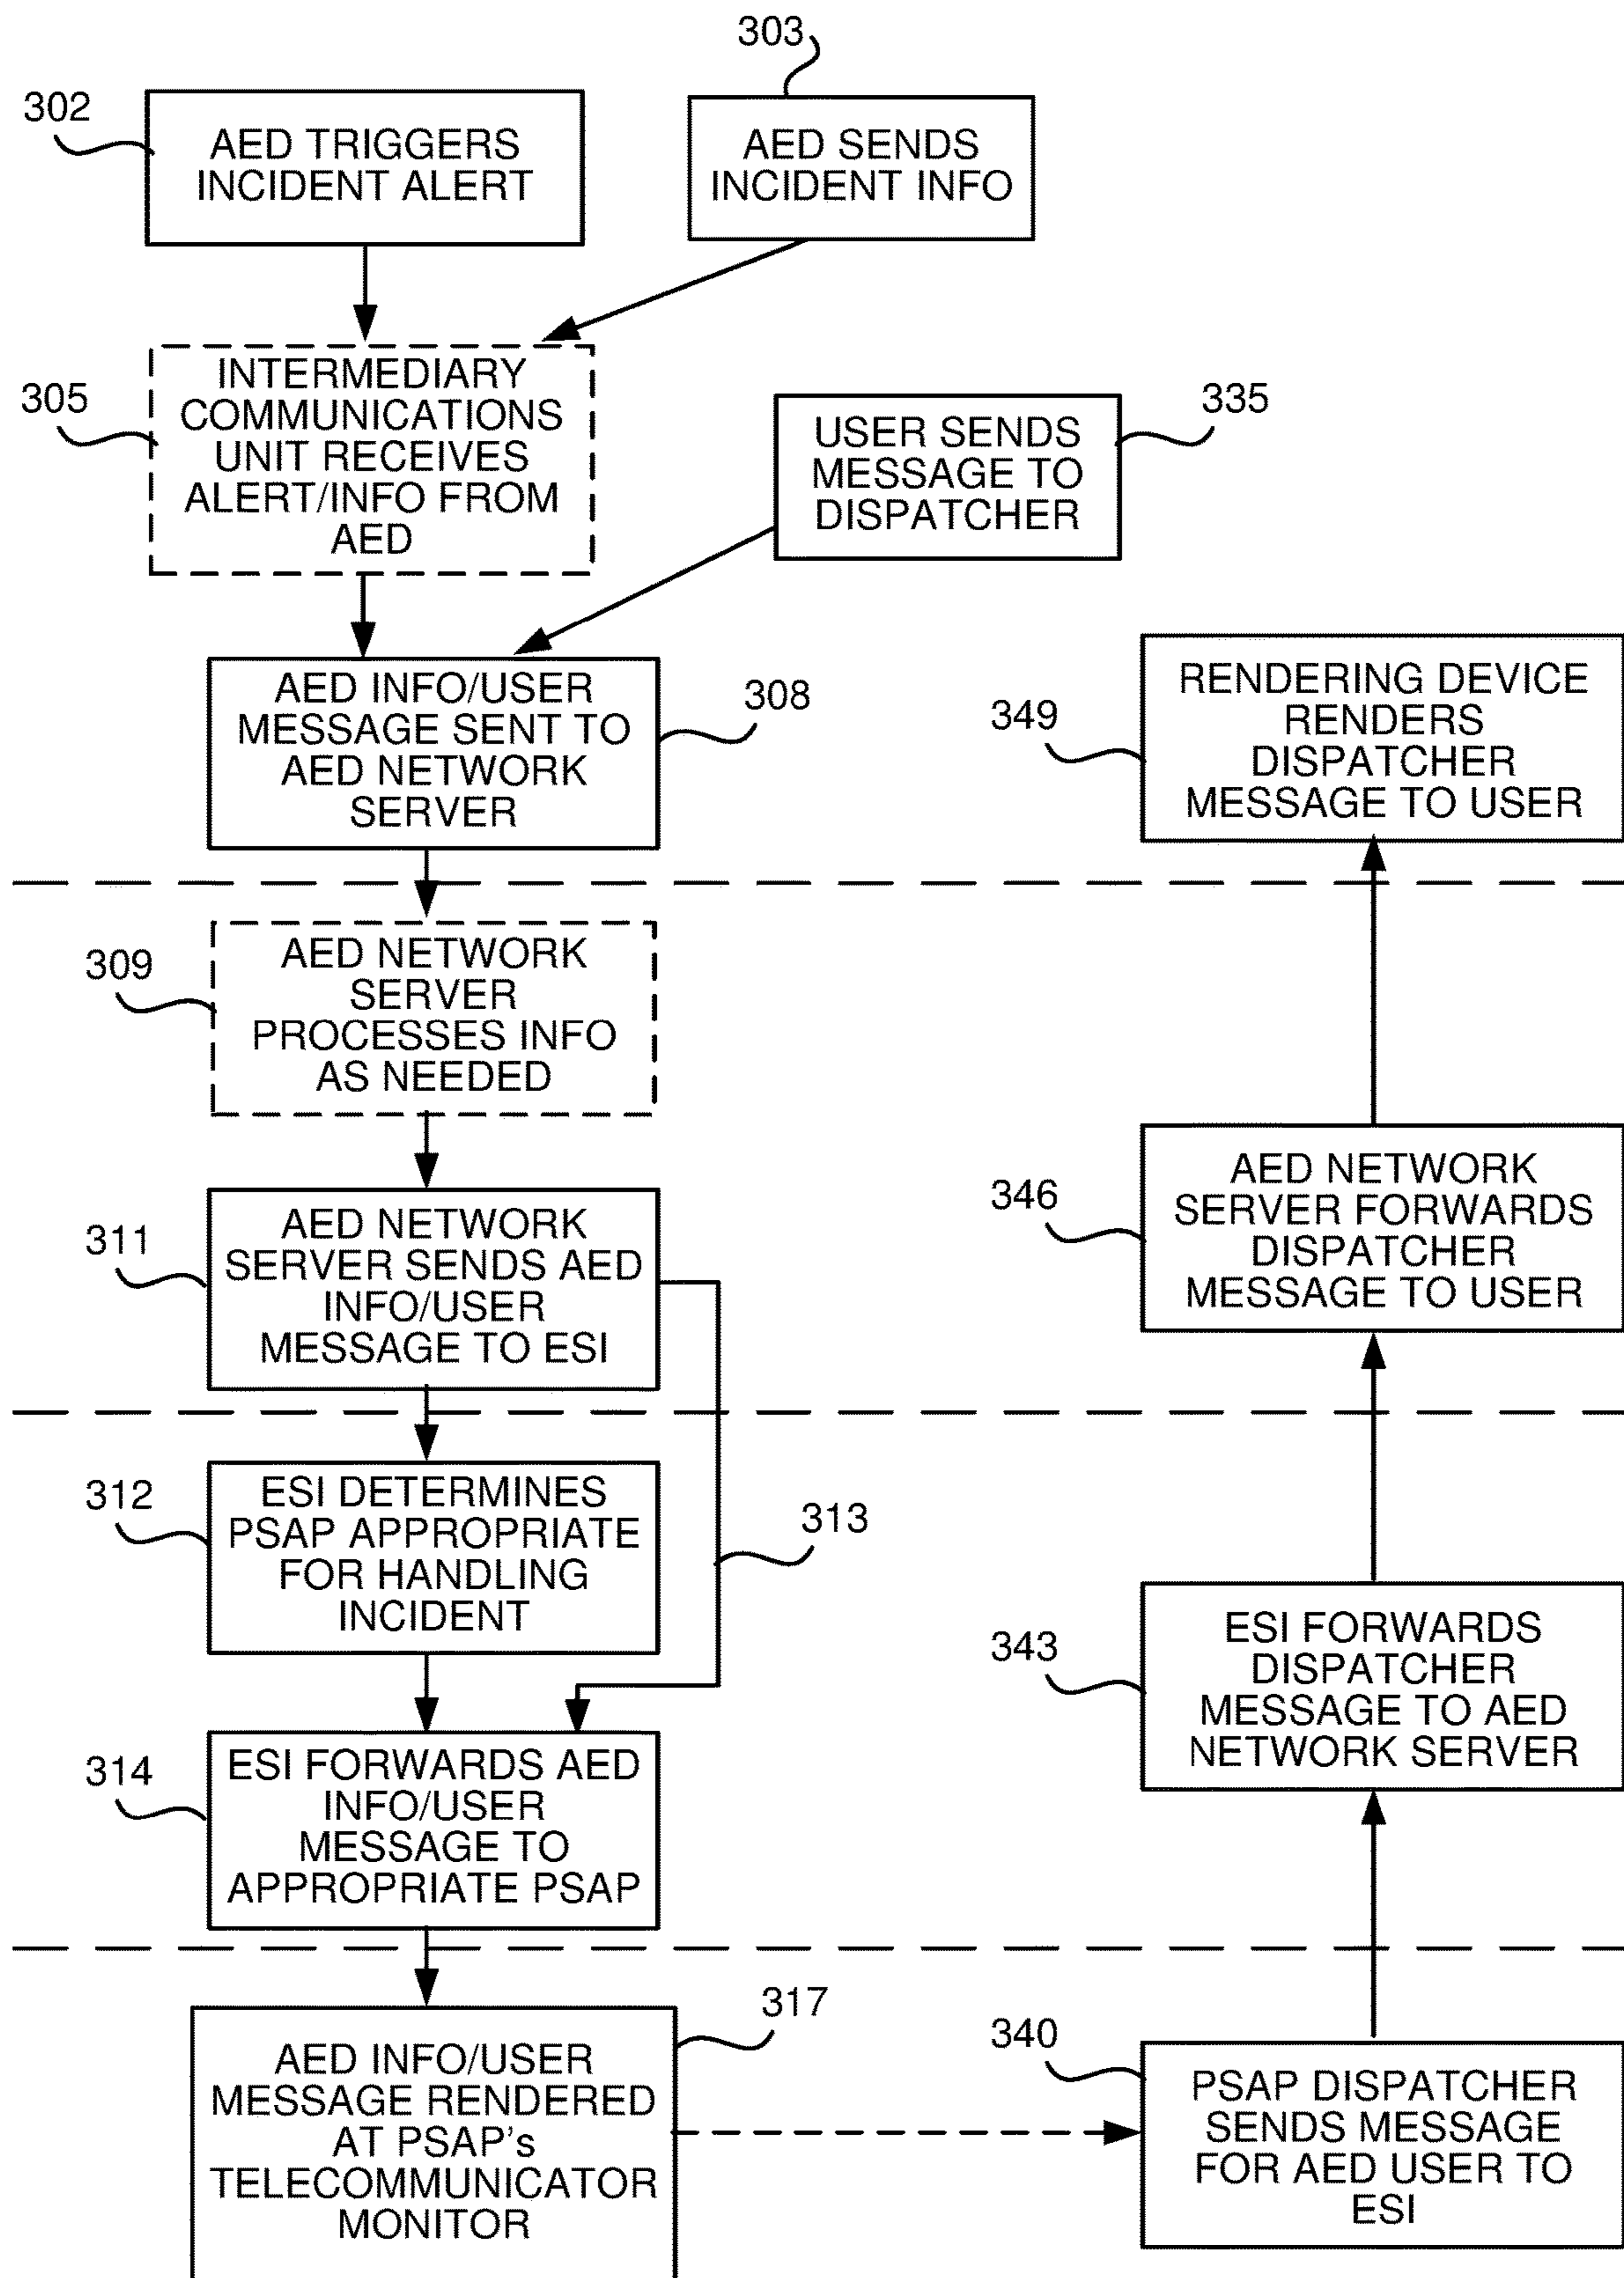 303
302
AED TRIGGERS
INCIDENT ALERT
AED SENDS
INCIDENT INFO
305
INTERMEDIARY
COMMUNICATIONS
UNIT RECEIVES
ALERT/INFO FROM
AED
335
USER SENDS
MESSAGE TO
DISPATCHER
AED INFO/USER
MESSAGE SENT TO
AED NETWORK
SERVER
308
349
RENDERING DEVICE
RENDERS
DISPATCHER
MESSAGE TO USER
309
AED NETWORK
SERVER
PROCESSES INFO
AS NEEDED
311
AED NETWORK
SERVER SENDS AED
INFO/USER
MESSAGE TO ESI
346
AED NETWORK
SERVER FORWARDS
DISPATCHER
MESSAGE TO USER
312
ESI DETERMINES
PSAP APPROPRIATE
FOR HANDLING
INCIDENT
313
343
ESI FORWARDS
DISPATCHER
MESSAGE TO AED
NETWORK SERVER
314
ESI FORWARDS AED
INFO/USER
MESSAGE TO
APPROPRIATE PSAP
317
AED INFO/USER
MESSAGE RENDERED
AT PSAP's
TELECOMMUNICATOR
MONITOR
340
PSAP DISPATCHER
SENDS MESSAGE
FOR AED USER TO
ESI